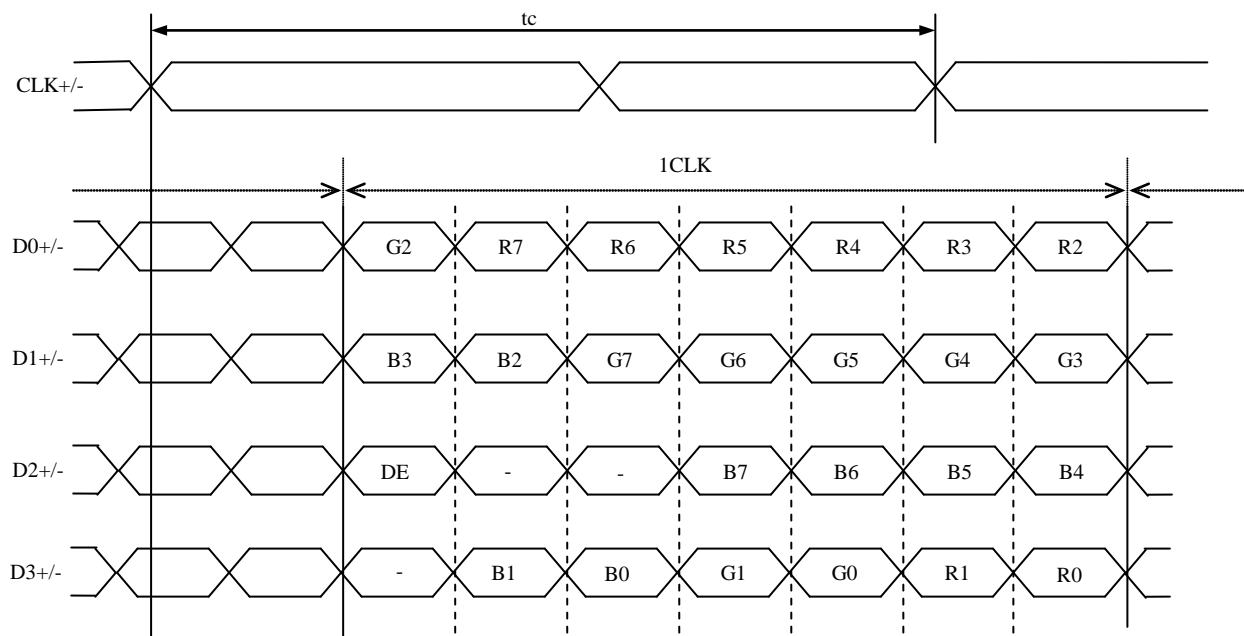 tc
CLK+/-
1CLK
D0+/- G2 R7 R6 R5 R4 R3 R2
D1+/- B3 B2 G7 G6 G5 G4 G3
D2+/- DE - - B7 B6 B5 B4
D3+/- - B1 B0 G1 G0 R1 R0